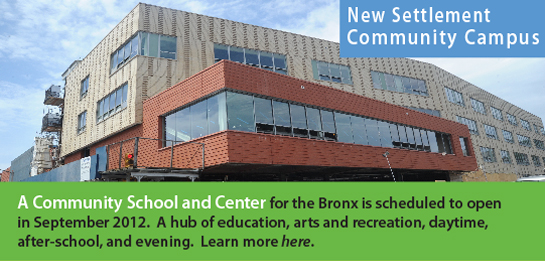 New Settlement
Community Campus
A Community School and Center for the Bronx is scheduled to open
in September 2012.  A hub of education, arts and recreation, daytime,
after-school, and evening.  Learn more here.